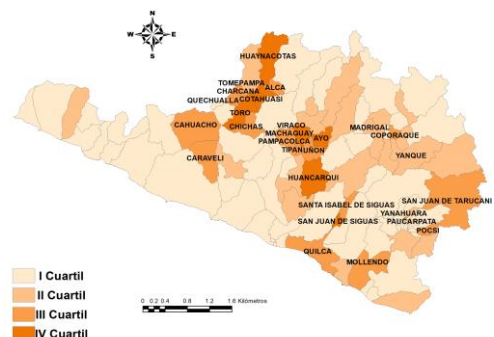 N
W E
S
HUAYNACOTAS
TOMEPAMPA
ALCA
CHARCANA
QUECHUALLA COTAHUASI
TORO
CAHUACHO CHICHAS
VIRACO
MACHAGUAY AYO
PAMPACOLCA
TIPAN UÑON
MADRIGAL
COPORAQUE
YANQUE
CARAVELI
HUANCARQUI
SANTA ISABEL DE SIGUAS
SAN JUAN DE TARUCANI
SAN JUAN DE SIGUAS
YANAHUARA
PAUCARPATA
POCSI
QUILCA
MOLLENDO
I Cuartil
II Cuartil
III Cuartil
IV Cuartil
0 0.2 0.4 0.8 1.2 1.6 Kilómetros